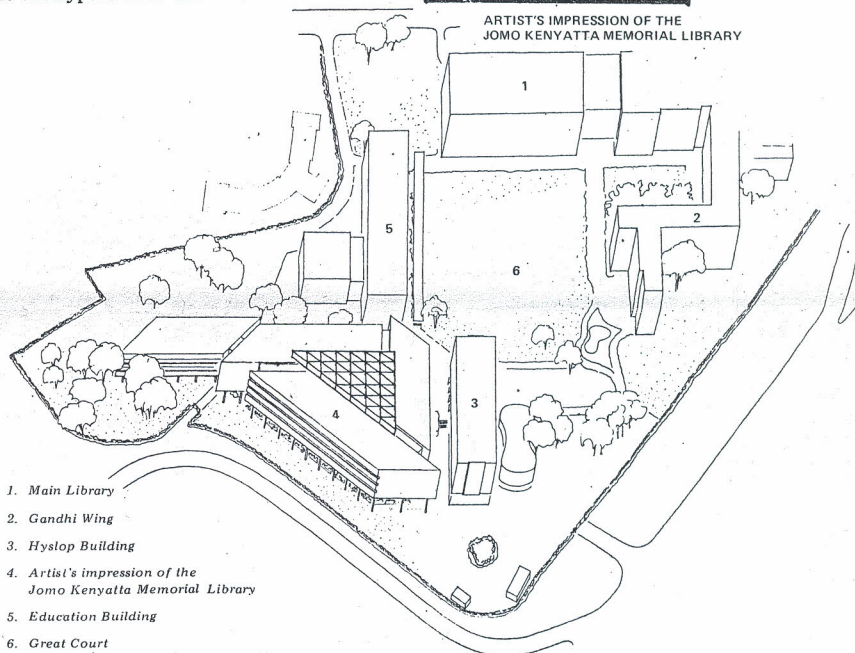 ARTIST'S IMPRESSION OF THE
JOMO KENYATTA MEMORIAL LIBRARY
1
2
3
4
5
6
1. Main Library
2. Gandhi Wing
3. Hyslop Building
4. Artist's impression of the
Jomo Kenyatta Memorial Library
5. Education Building
6. Great Court